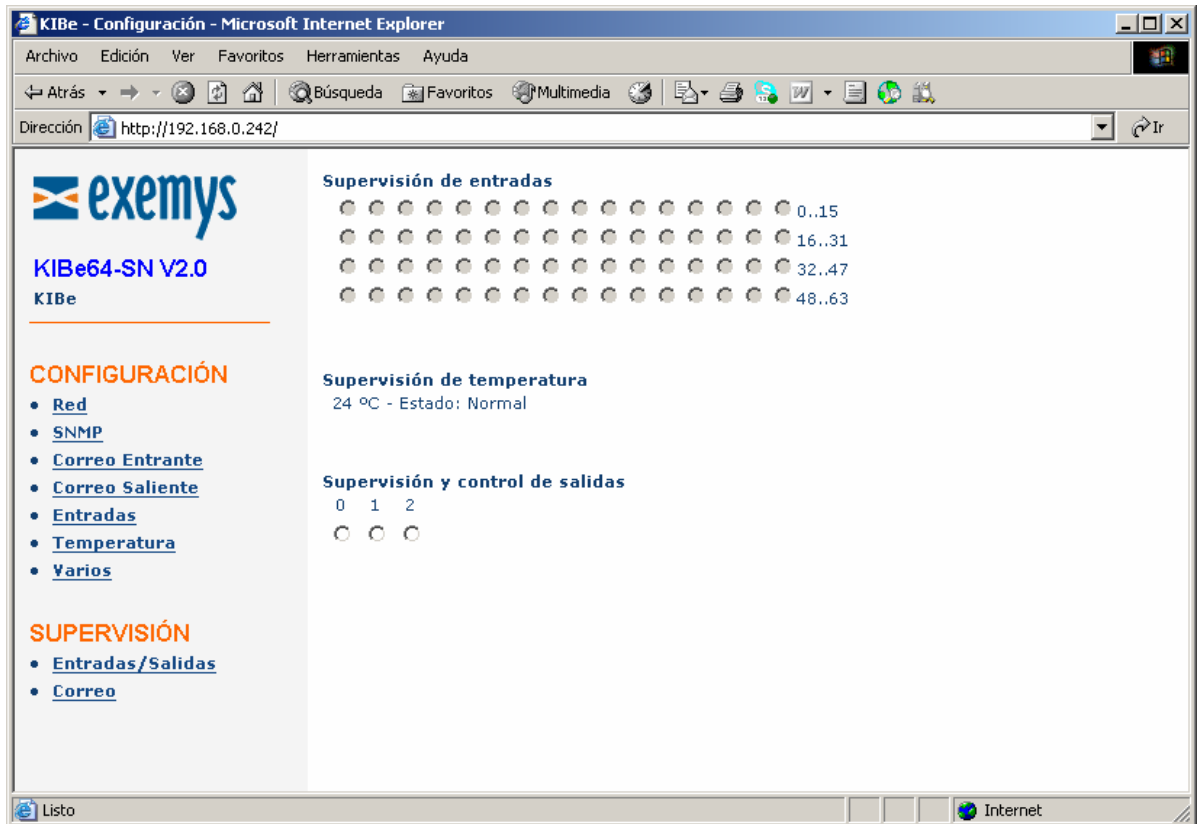 KIBe - Configuración - Microsoft Internet Explorer
Archivo Edición Ver Favoritos Herramientas Ayuda
Atrás Búsqueda Favoritos Multimedia
Dirección http://192.168.0.242/ Ir
exemys
KIBe64-SN V2.0
KIBe
CONFIGURACIÓN
Red
SNMP
Correo Entrante
Correo Saliente
Entradas
Temperatura
Varios
SUPERVISIÓN
Entradas/Salidas
Correo
Supervisión de entradas
0..15
16..31
32..47
48..63
Supervisión de temperatura
24 ºC - Estado: Normal
Supervisión y control de salidas
0 1 2
Listo Internet